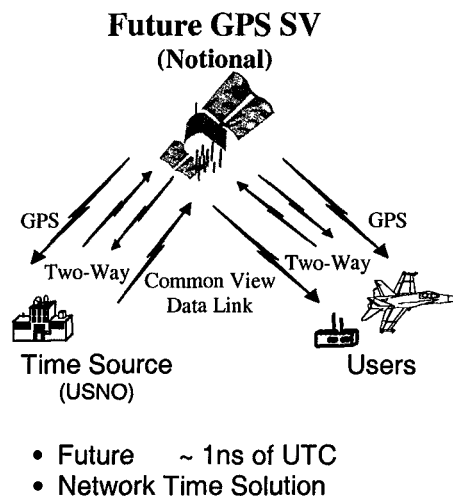 Future GPS SV
(Notional)
GPS
GPS
Two-Way
Two-Way
Common View
Data Link
Time Source
(USNO)
Users
• Future ~ 1ns of UTC
• Network Time Solution